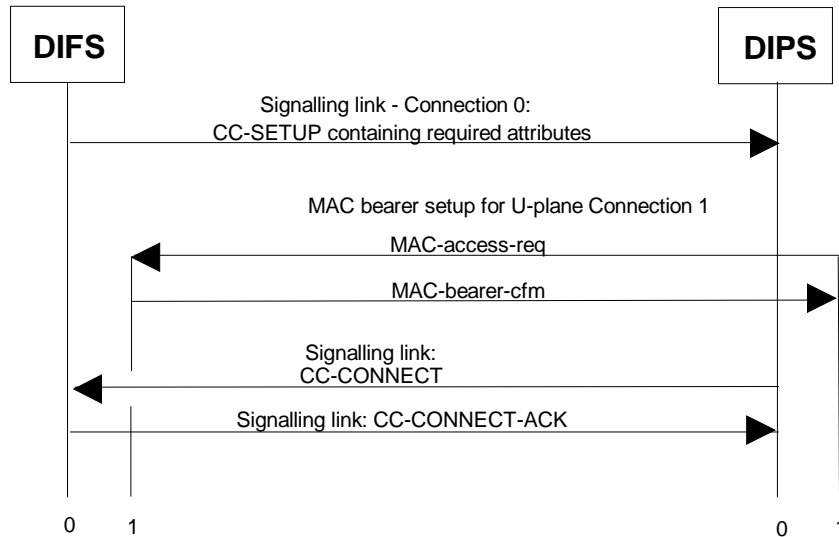 DIFS
DIPS
Signalling link - Connection 0:
CC-SETUP containing required attributes
MAC bearer setup for U-plane Connection 1
MAC-access-req
MAC-bearer-cfm
Signalling link:
CC-CONNECT
Signalling link: CC-CONNECT-ACK
0 1 0 1